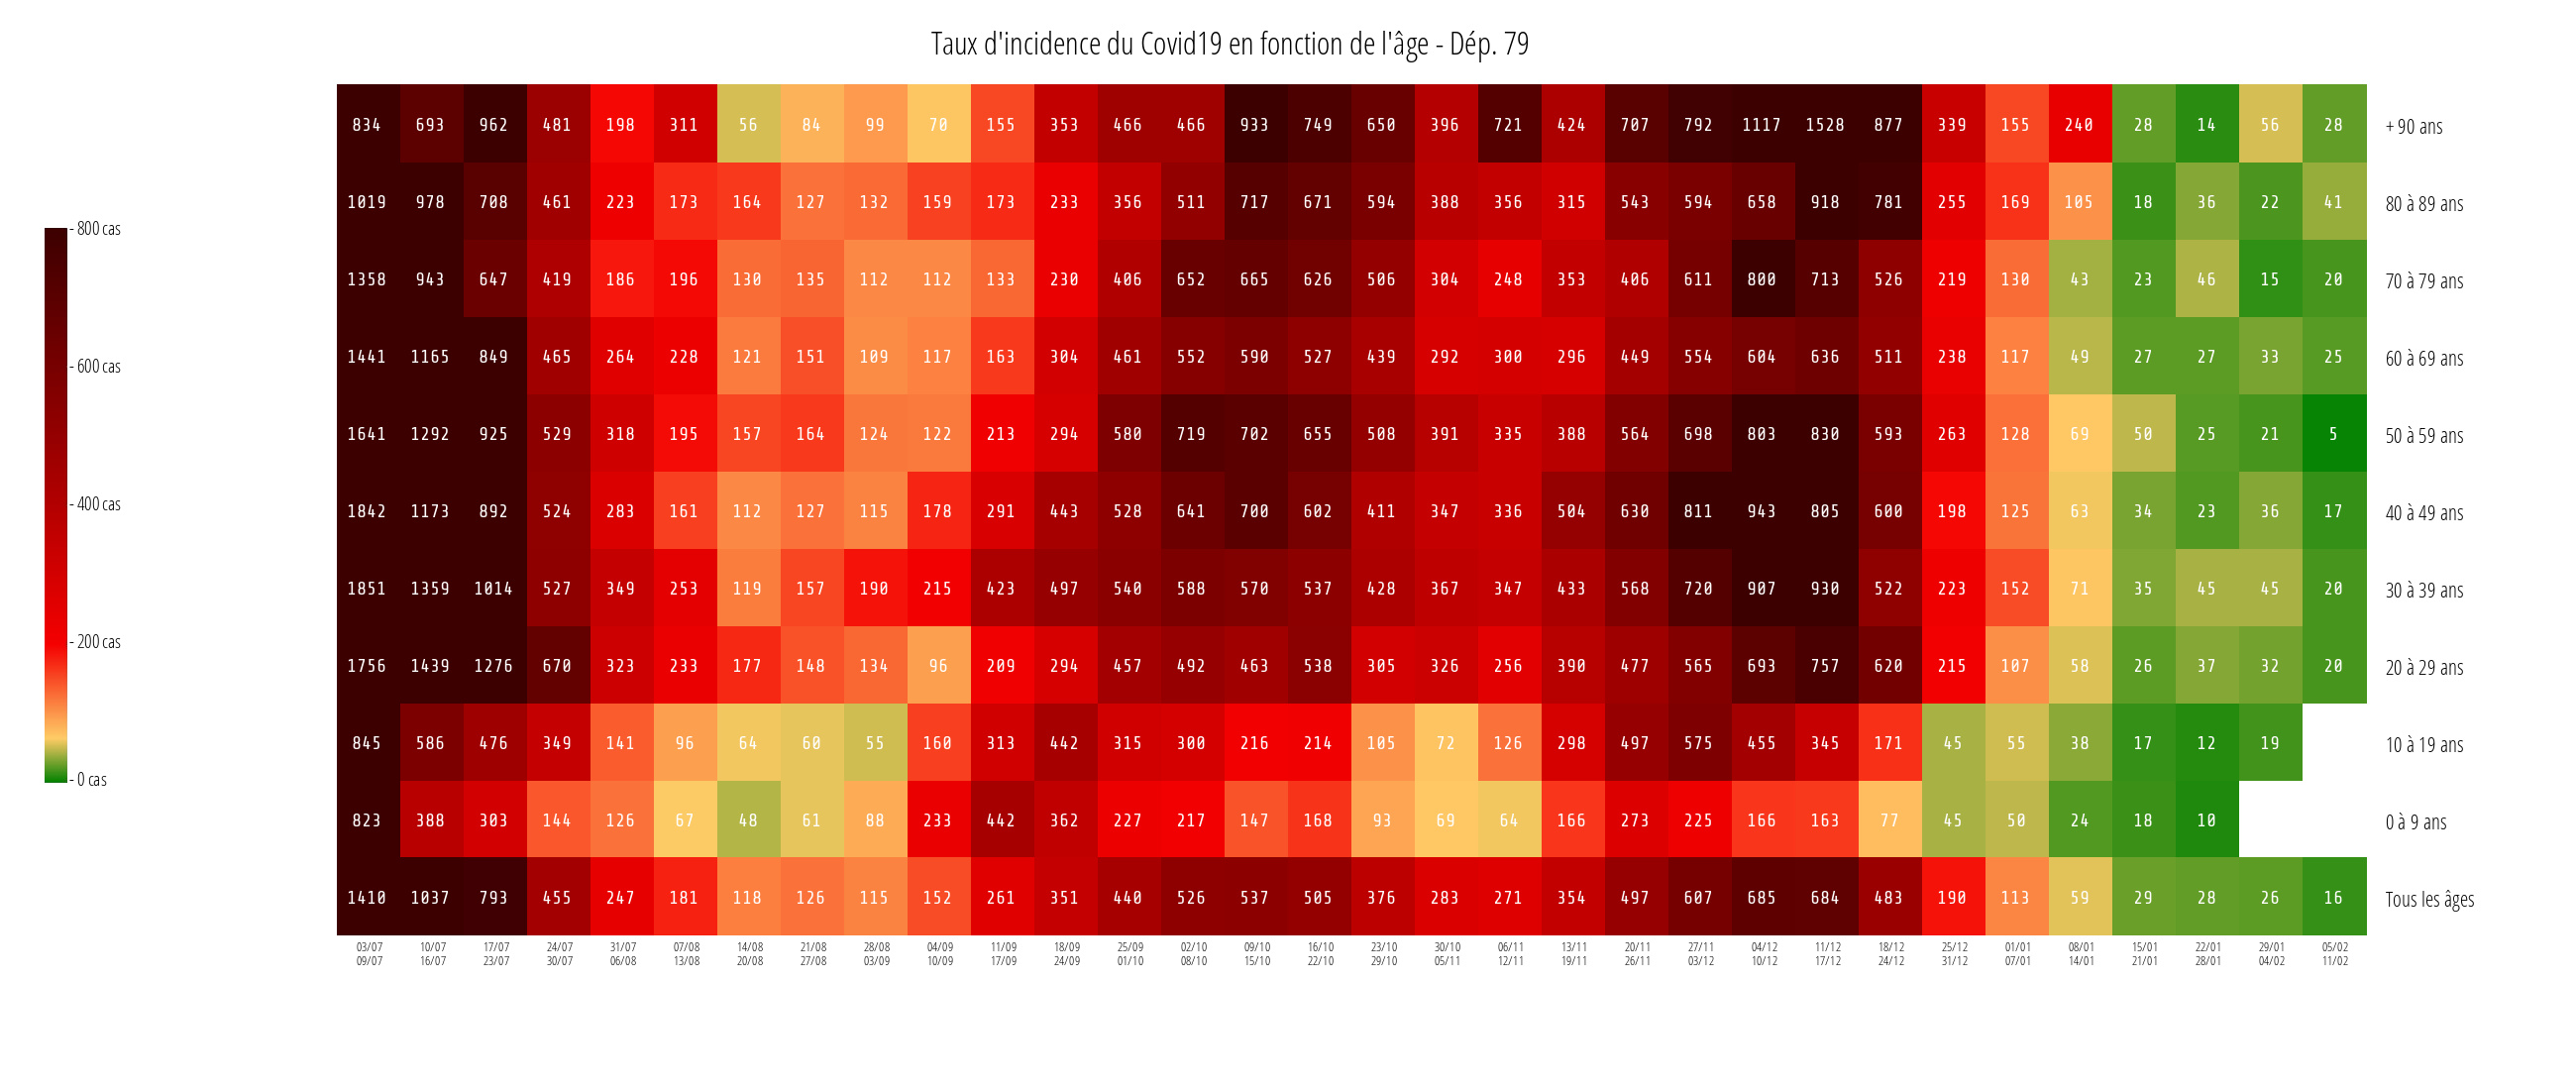 Taux d'incidence du Covid19 en fonction de l'âge - Dép. 79
- 800 cas
- 600 cas
- 400 cas
- 200 cas
- 0 cas
834 693 962 481 198 311 56 84 99 70 155 353 466 466 933 749 650 396 721 424 707 792 1117 1528 877 339 155 240 28 14 56 28 + 90 ans
1019 978 708 461 223 173 164 127 132 159 173 233 356 511 717 671 594 388 356 315 543 594 658 918 781 255 169 105 18 36 22 41 80 à 89 ans
1358 943 647 419 186 196 130 135 112 112 133 230 406 652 665 626 506 304 248 353 406 611 800 713 526 219 130 43 23 46 15 20 70 à 79 ans
1441 1165 849 465 264 228 121 151 109 117 163 304 461 552 590 527 439 292 300 296 449 554 604 636 511 238 117 49 27 27 33 25 60 à 69 ans
1641 1292 925 529 318 195 157 164 124 122 213 294 580 719 702 655 508 391 335 388 564 698 803 830 593 263 128 69 50 25 21 5 50 à 59 ans
1842 1173 892 524 283 161 112 127 115 178 291 443 528 641 700 602 411 347 336 504 630 811 943 805 600 198 125 63 34 23 36 17 40 à 49 ans
1851 1359 1014 527 349 253 119 157 190 215 423 497 540 588 570 537 428 367 347 433 568 720 907 930 522 223 152 71 35 45 45 20 30 à 39 ans
1756 1439 1276 670 323 233 177 148 134 96 209 294 457 492 463 538 305 326 256 390 477 565 693 757 620 215 107 58 26 37 32 20 20 à 29 ans
845 586 476 349 141 96 64 60 55 160 313 442 315 300 216 214 105 72 126 298 497 575 455 345 171 45 55 38 17 12 19 10 à 19 ans
823 388 303 144 126 67 48 61 88 233 442 362 227 217 147 168 93 69 64 166 273 225 166 163 77 45 50 24 18 10 0 à 9 ans
1410 1037 793 455 247 181 118 126 115 152 261 351 440 526 537 505 376 283 271 354 497 607 685 684 483 190 113 59 29 28 26 16 Tous les âges
03/07 10/07 17/07 24/07 31/07 07/08 14/08 21/08 28/08 04/09 11/09 18/09 25/09 02/10 09/10 16/10 23/10 30/10 06/11 13/11 20/11 27/11 04/12 11/12 18/12 25/12 01/01 08/01 15/01 22/01 29/01 05/02
09/07 16/07 23/07 30/07 06/08 13/08 20/08 27/08 03/09 10/09 17/09 24/09 01/10 08/10 15/10 22/10 29/10 05/11 12/11 19/11 26/11 03/12 10/12 17/12 24/12 31/12 07/01 14/01 21/01 28/01 04/02 11/02